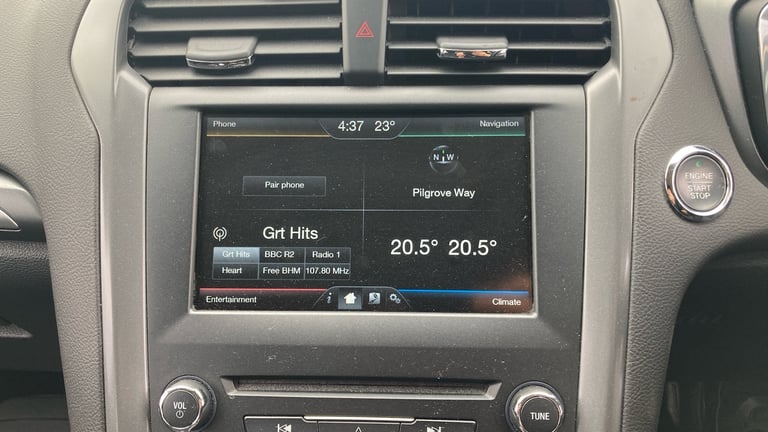 Phone
4:37 23°
Navigation
N W
Pair phone
Pilgrove Way
Grt Hits
20.5° 20.5°
Grt Hits BBC R2 Radio 1
Heart Free BHM 107.80 MHz
Entertainment
i
Climate
ENGINE
START
STOP
VOL
TUNE